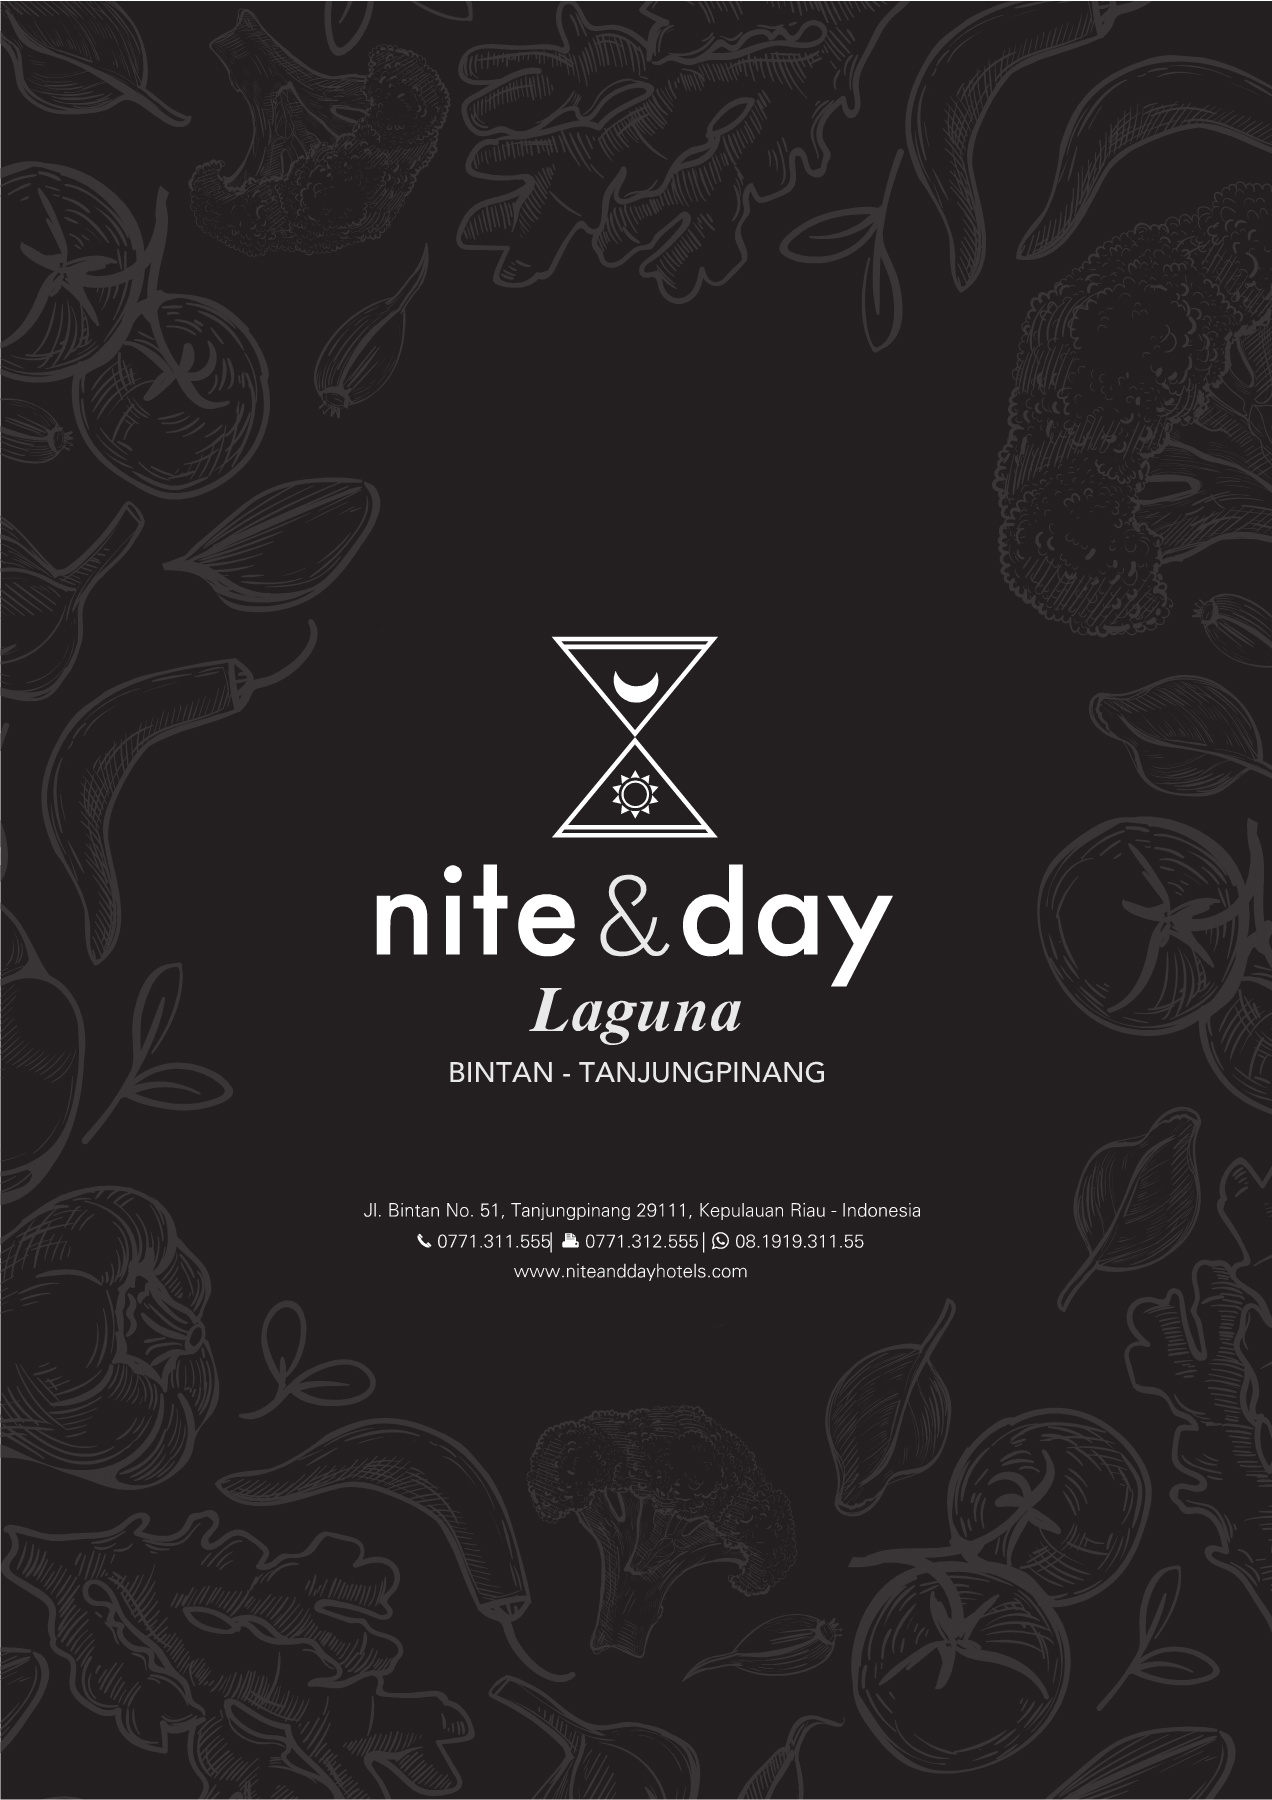 nite & day
Laguna
BINTAN - TANJUNGPINANG
Jl. Bintan No. 51, Tanjungpinang 29111, Kepulauan Riau - Indonesia
0771.311.555| 0771.312.555| 08.1919.311.55
www.niteanddayhotels.com